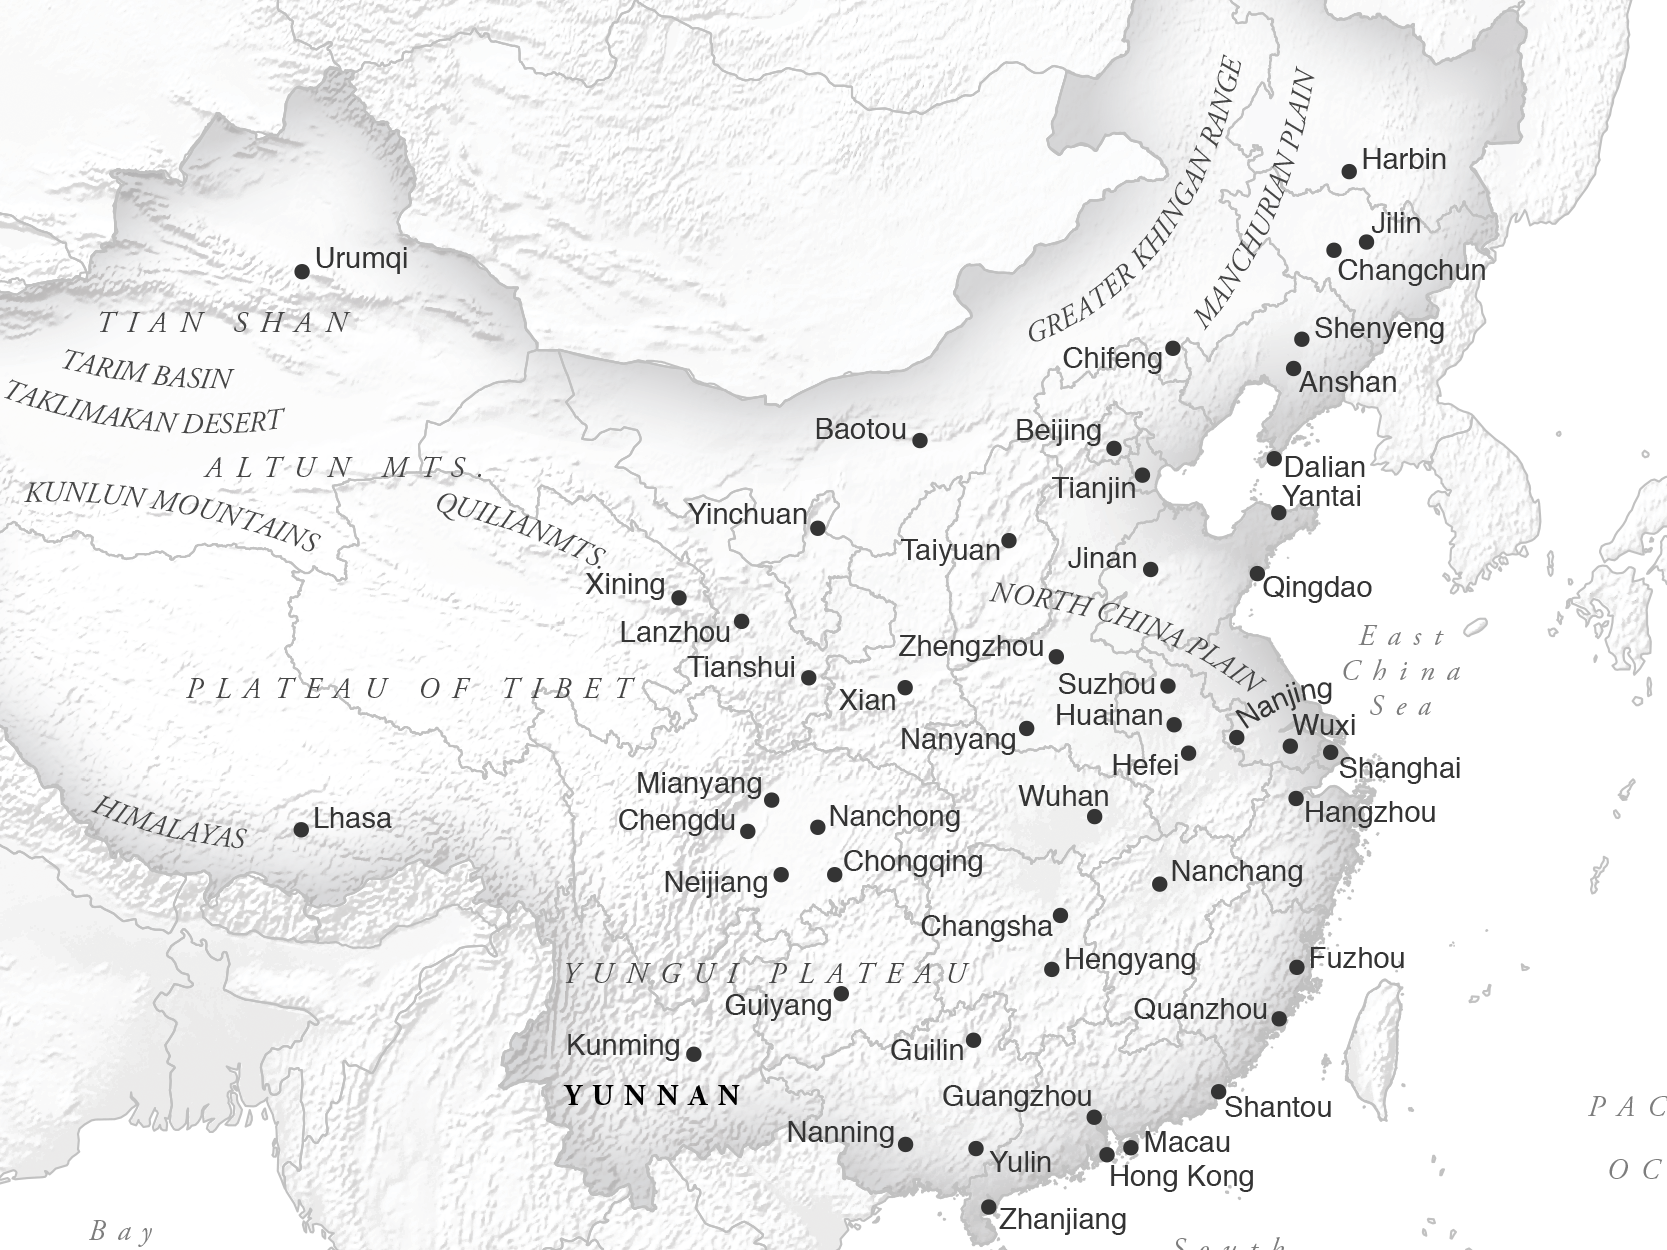 GREATER KHINGAN RANGE
MANCHURIAN PLAIN
Harbin
Jilin
Changchun
Urumqi
TIAN SHAN
Shenyeng
Chifeng
TARIM BASIN
Anshan
TAKLIMAKAN DESERT
Baotou
Beijing
ALTUN MTS.
Dalian
Tianjin
Yantai
KUNLUN MOUNTAINS
QUILIANMTS.
Yinchuan
Taiyuan
Jinan
Xining
Qingdao
NORTH CHINA PLAIN
Lanzhou
East
China
Sea
Zhengzhou
Tianshui
PLATEAU OF TIBET
Xian
Suzhou
Huainan
Nanjing
Wuxi
Nanyang
Hefei
Shanghai
Mianyang
Wuhan
HIMALAYAS
Lhasa
Chengdu
Nanchong
Hangzhou
Chongqing
Neijiang
Nanchang
Changsha
YUNGUI PLATEAU
Hengyang
Fuzhou
Guiyang
Quanzhou
Kunming
Guilin
YUNNAN
Guangzhou
Shantou
PAC
Nanning
Yulin
Macau
Hong Kong
OC
Zhanjiang
Bay
South